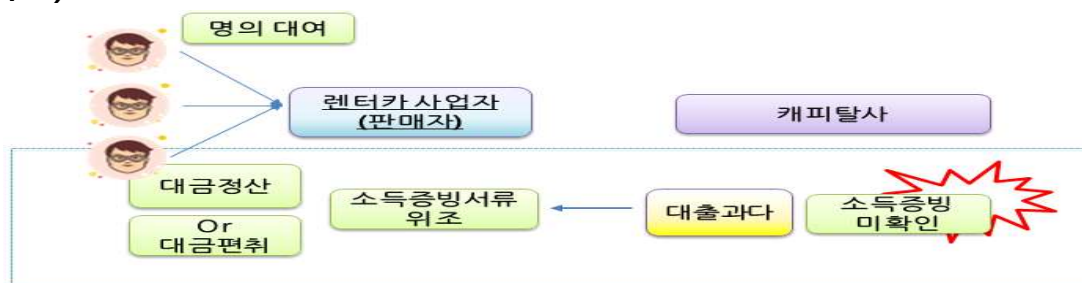 명의 대여
렌터카 사업자
(판매자)
캐피탈사
대금정산
Or
대금편취
소득증빙서류
위조
대출과다
소득증빙
미확인